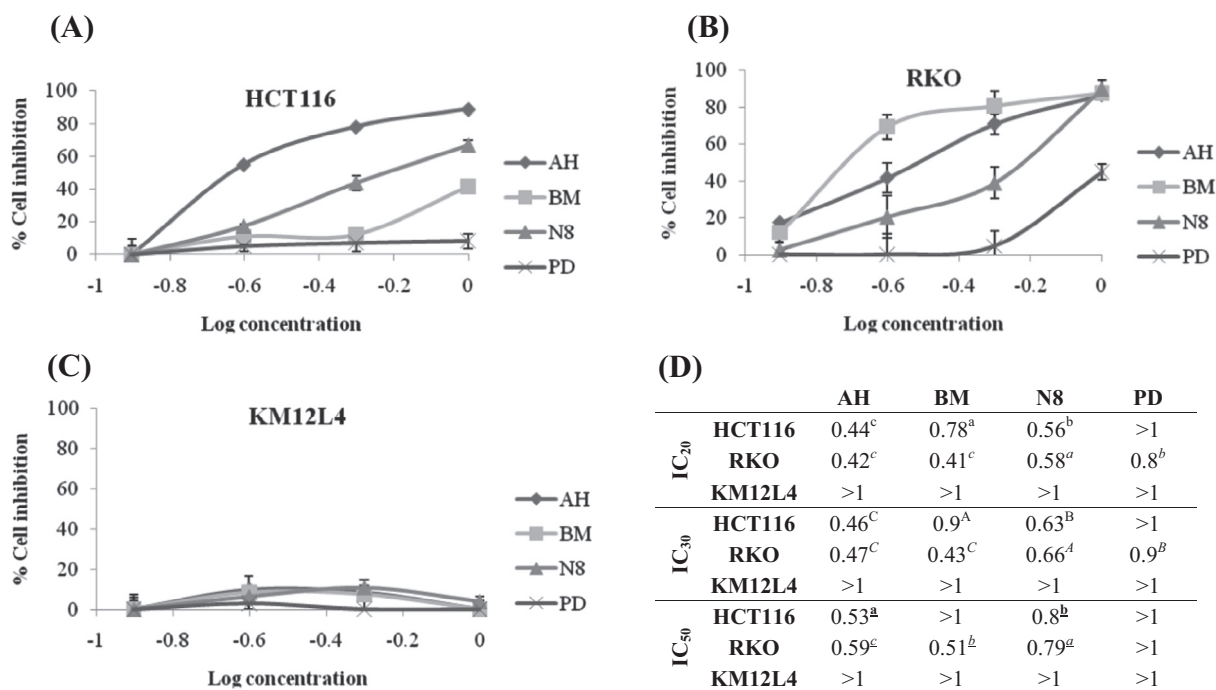 (A)
HCT116
100
80
60
40
20
0
% Cell inhibition
-1 -0.8 -0.6 -0.4 -0.2 0
Log concentration
AH
BM
N8
PD
(B)
RKO
100
80
60
40
20
0
% Cell inhibition
-1 -0.8 -0.6 -0.4 -0.2 0
Log concentration
AH
BM
N8
PD
(C)
KM12L4
100
80
60
40
20
0
% Cell inhibition
-1 -0.8 -0.6 -0.4 -0.2 0
Log concentration
AH
BM
N8
PD
(D)
AH BM N8 PD
IC20
HCT116 0.44c 0.78a 0.56b >1
RKO 0.42c 0.41c 0.58a 0.8b
KM12L4 >1 >1 >1 >1
IC30
HCT116 0.46C 0.9A 0.63B >1
RKO 0.47C 0.43C 0.66A 0.9B
KM12L4 >1 >1 >1 >1
IC50
HCT116 0.53a >1 0.8b >1
RKO 0.59c 0.51b 0.79a >1
KM12L4 >1 >1 >1 >1